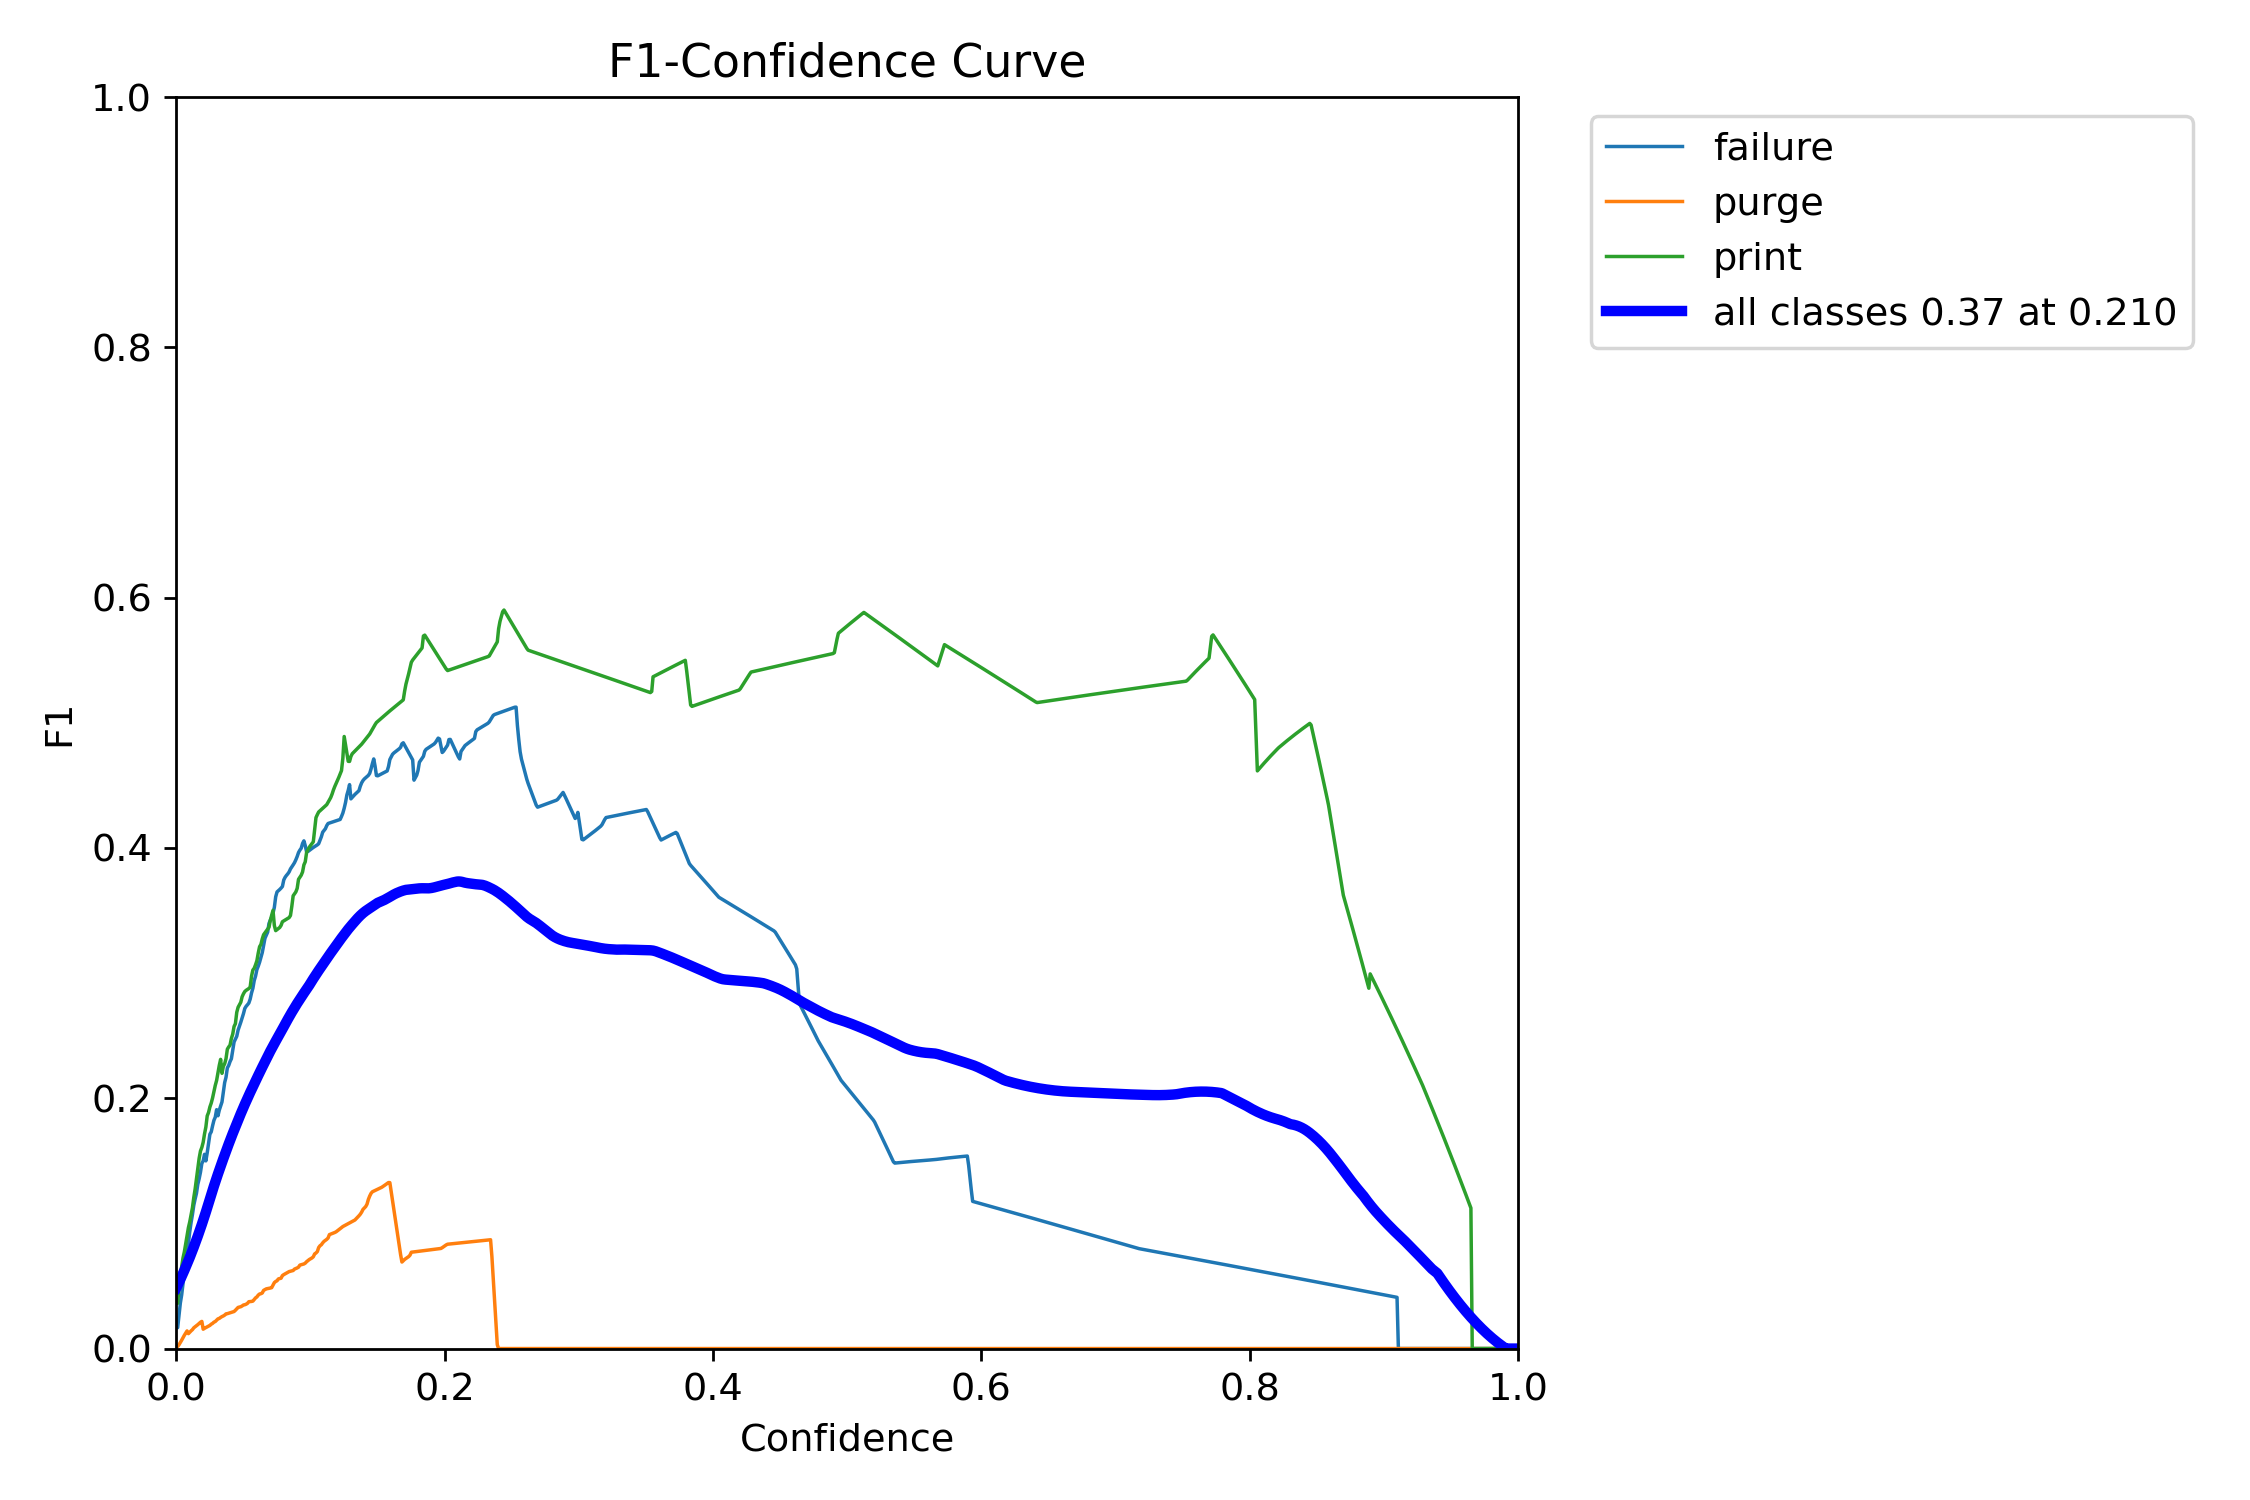 F1-Confidence Curve
1.0
0.8
0.6
0.4
0.2
0.0
F1
0.0 0.2 0.4 0.6 0.8 1.0
Confidence
failure
purge
print
all classes 0.37 at 0.210